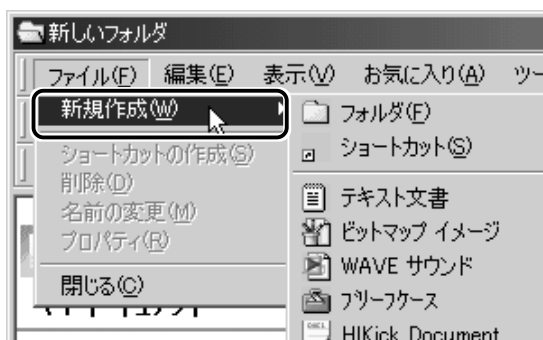 新しいフォルダ
ファイル(F) 編集(E) 表示(V) お気に入り(A) ツー
新規作成(W)
ショートカットの作成(S)
削除(D)
名前の変更(M)
プロパティ(R)
閉じる(C)
フォルダ(F)
ショートカット(S)
テキスト文書
ビットマップ イメージ
WAVE サウンド
ブリーフケース
HIKick Document